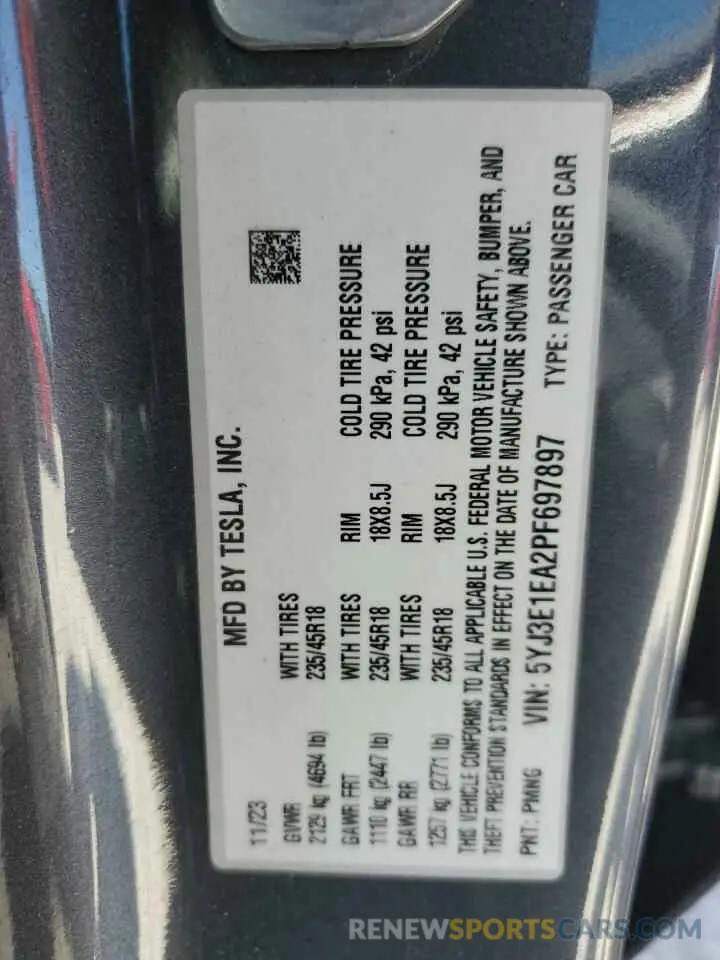 MFD BY TESLA, INC.
11/23
GVWR
2129 kg (4694 lb)
WITH TIRES
235/45R18
RIM
18X8.5J
COLD TIRE PRESSURE
290 kPa, 42 psi
GAWR FRT
1110 kg (2447 lb)
WITH TIRES
235/45R18
RIM
18X8.5J
COLD TIRE PRESSURE
290 kPa, 42 psi
GAWR RR
1257 kg (2771 lb)
THIS VEHICLE CONFORMS TO ALL APPLICABLE U.S. FEDERAL MOTOR VEHICLE SAFETY, BUMPER, AND
THEFT PREVENTION STANDARDS IN EFFECT ON THE DATE OF MANUFACTURE SHOWN ABOVE.
PNT: PMNG VIN: 5YJ3E1EA2PF697897 TYPE: PASSENGER CAR
RENEWSPORTSCARS.COM